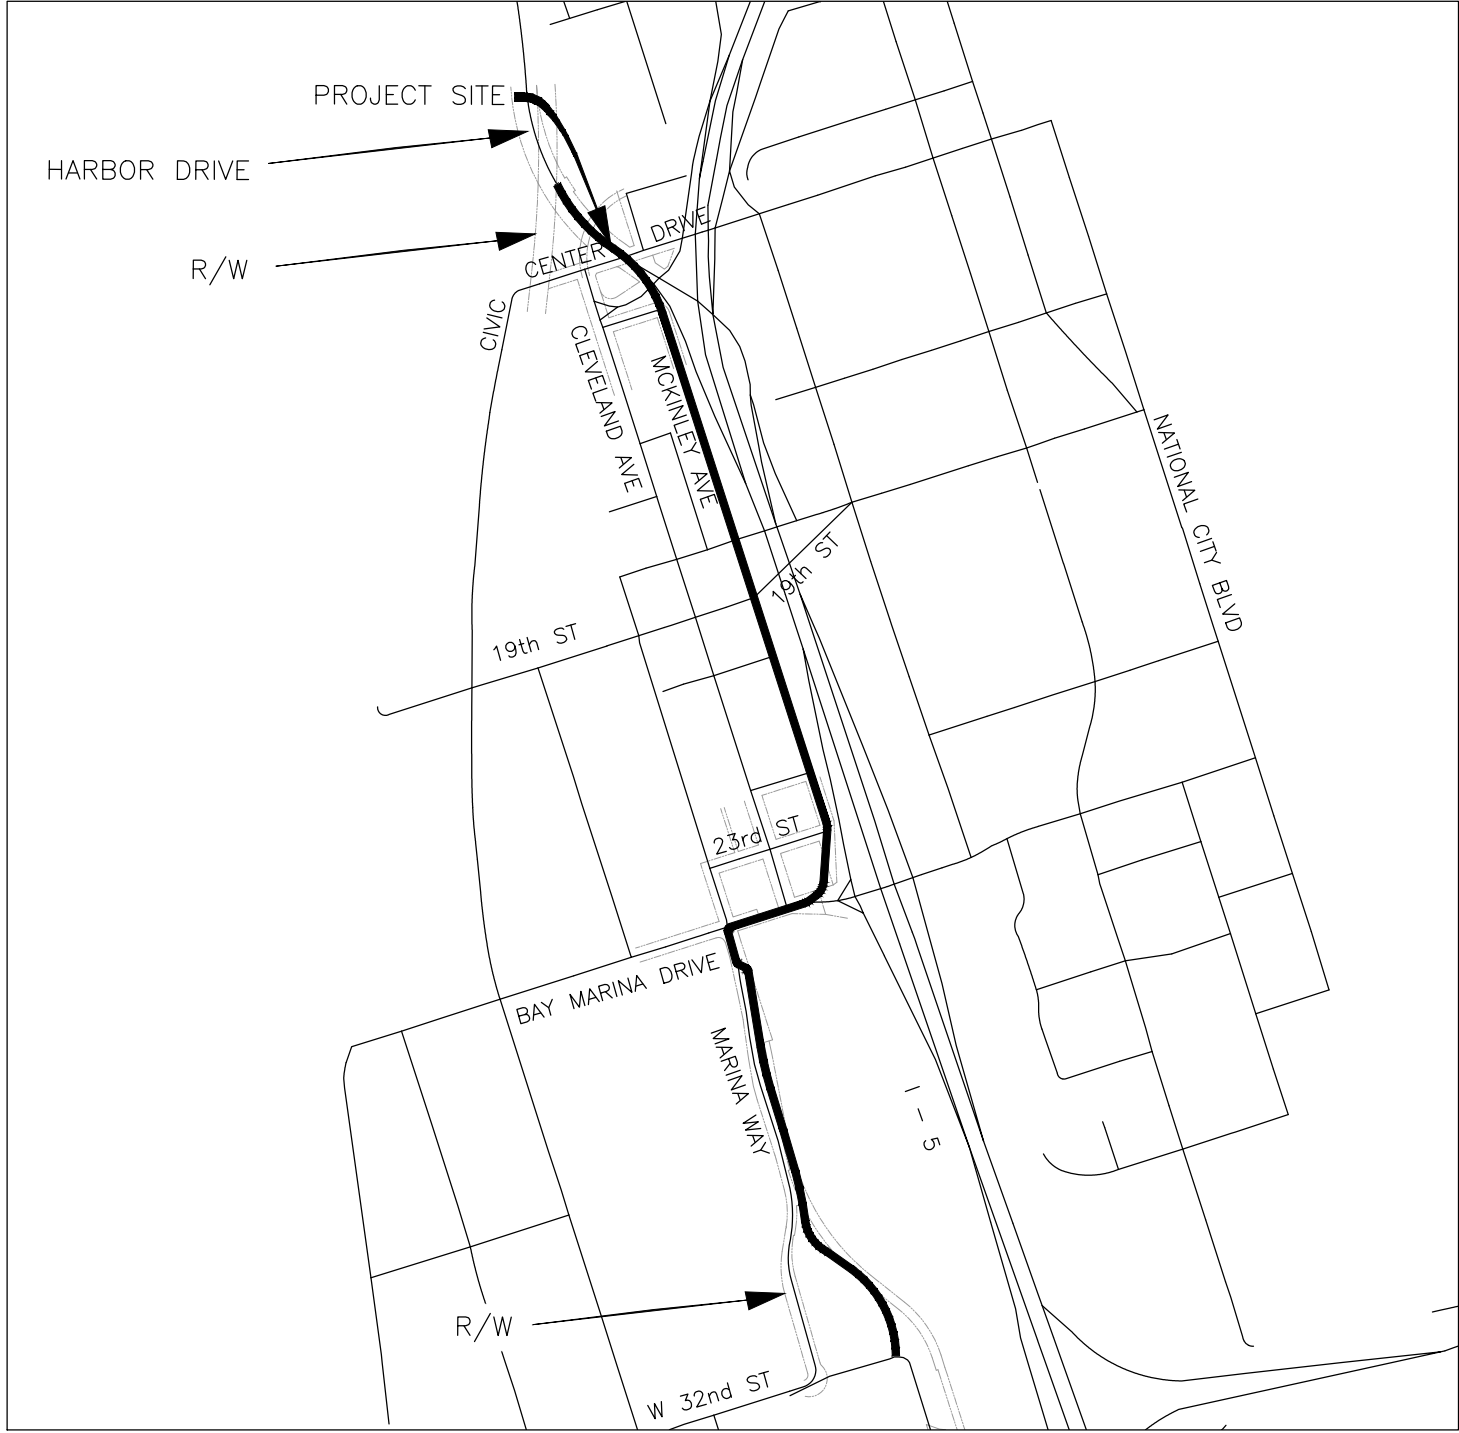 PROJECT SITE
HARBOR DRIVE
R/W
CIVIC CENTER DRIVE
CLEVELAND AVE
MCKINLEY AVE
NATIONAL CITY BLVD
19th ST
19th ST
23rd ST
BAY MARINA DRIVE
MARINA WAY
I - 5
R/W
W 32nd ST